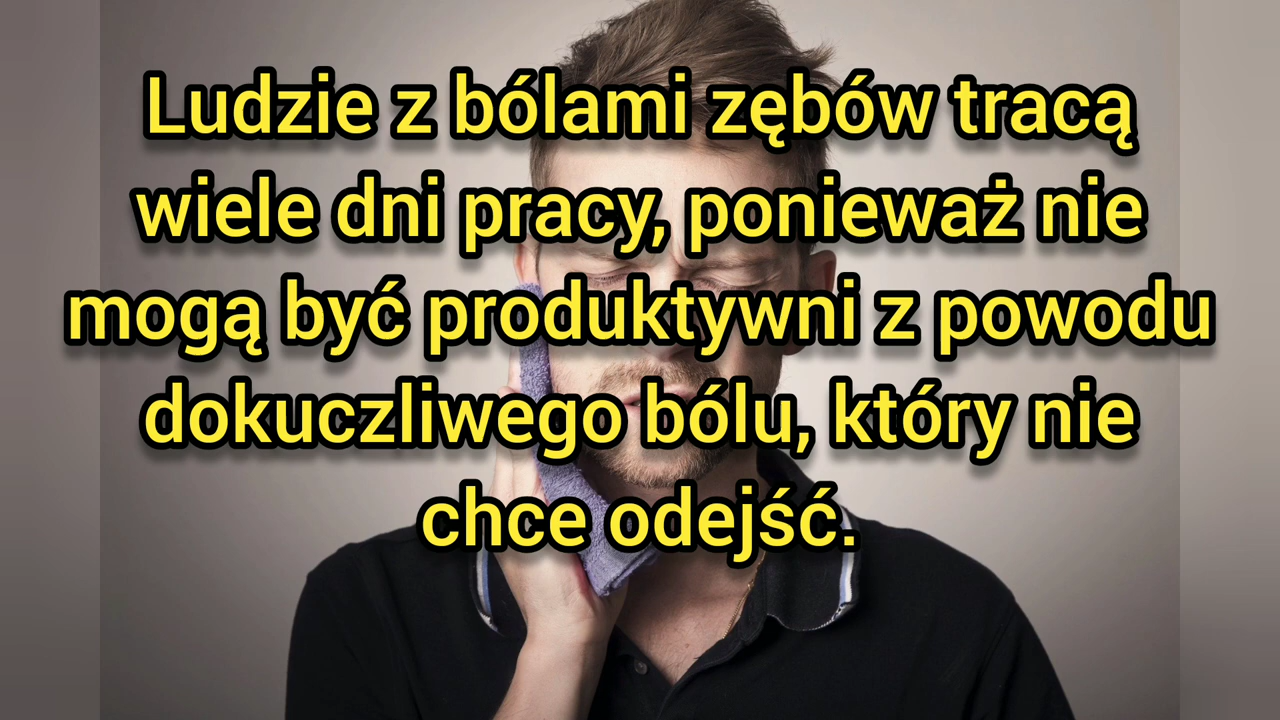 Ludzie z bólami zębów tracą
wiele dni pracy, ponieważ nie
mogą być produktywni z powodu
dokuczliwego bólu, który nie
chce odejść.